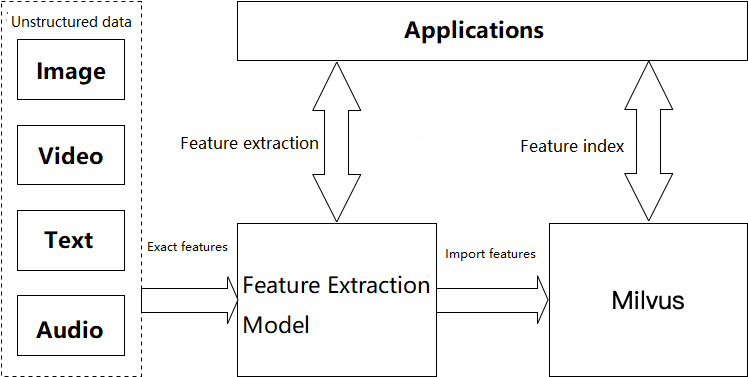 Unstructured data
Image
Video
Text
Audio
Applications
Feature extraction
Feature index
Exact features
Feature Extraction
Model
Import features
Milvus